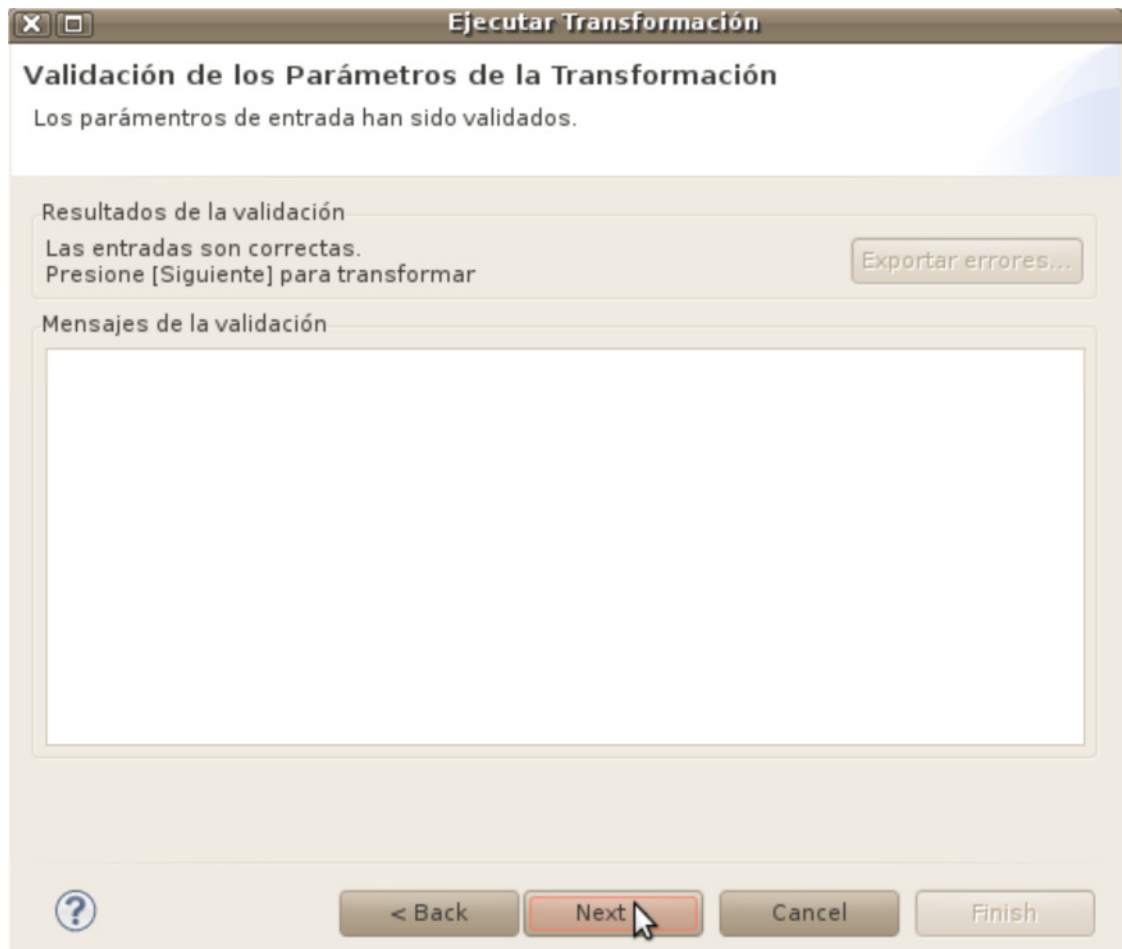 Ejecutar Transformación
Validación de los Parámetros de la Transformación
Los parámentros de entrada han sido validados.
Resultados de la validación
Las entradas son correctas.
Presione [Siguiente] para transformar
Exportar errores...
Mensajes de la validación
?
< Back
Next
Cancel
Finish